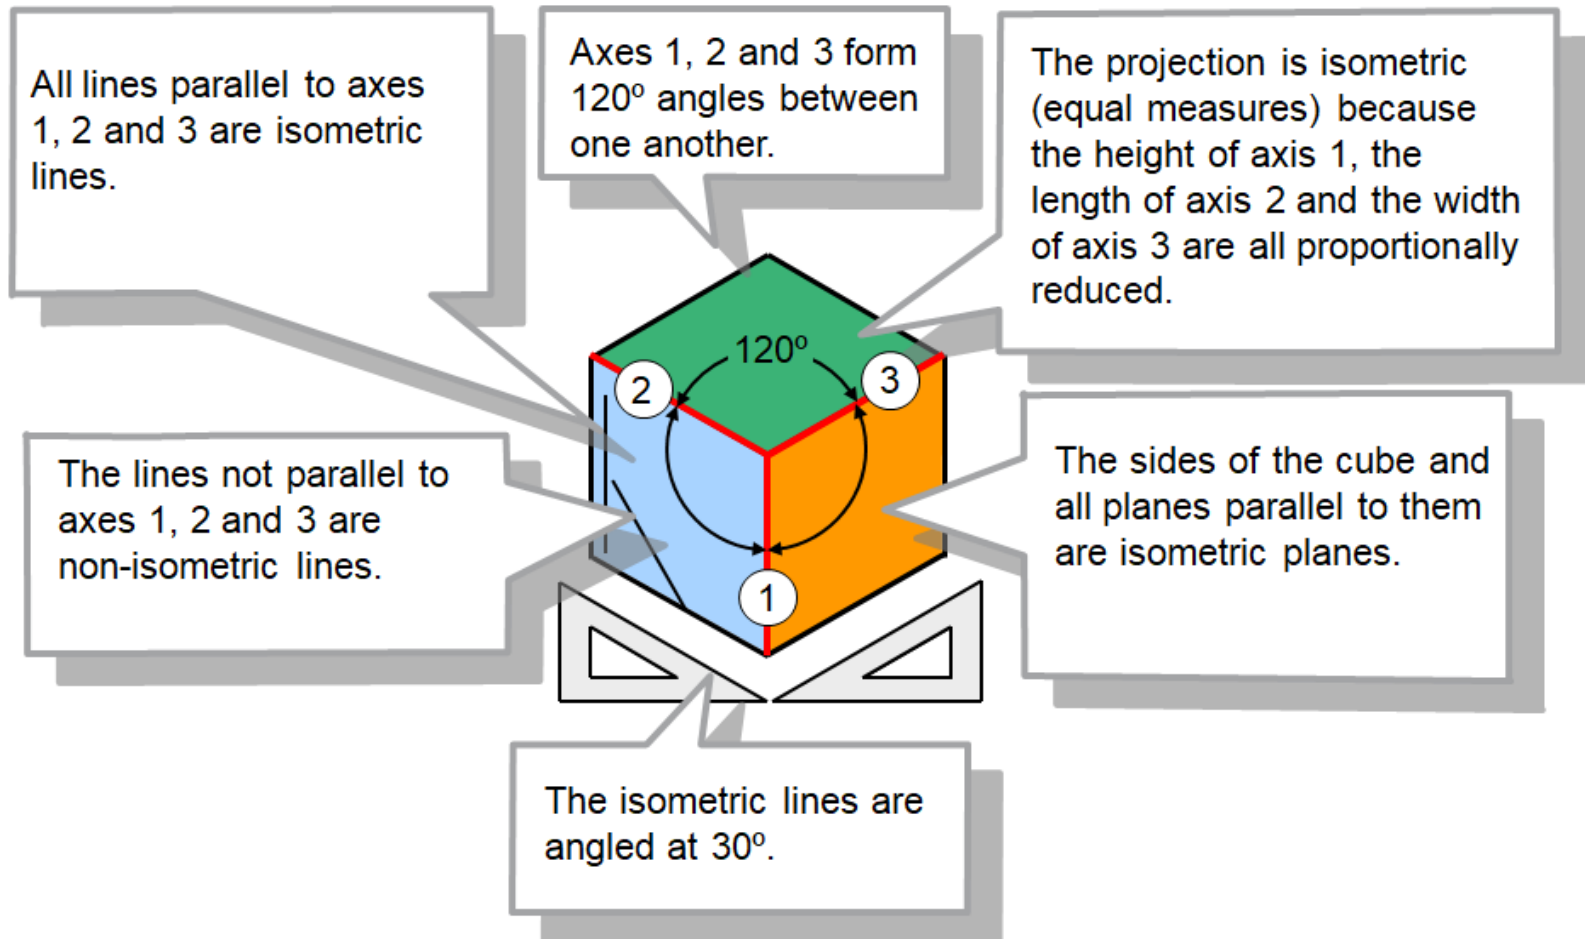 All lines parallel to axes
1, 2 and 3 are isometric
lines.
Axes 1, 2 and 3 form
120º angles between
one another.
The projection is isometric
(equal measures) because
the height of axis 1, the
length of axis 2 and the width
of axis 3 are all proportionally
reduced.
120º
2
3
1
The lines not parallel to
axes 1, 2 and 3 are
non-isometric lines.
The sides of the cube and
all planes parallel to them
are isometric planes.
The isometric lines are
angled at 30º.